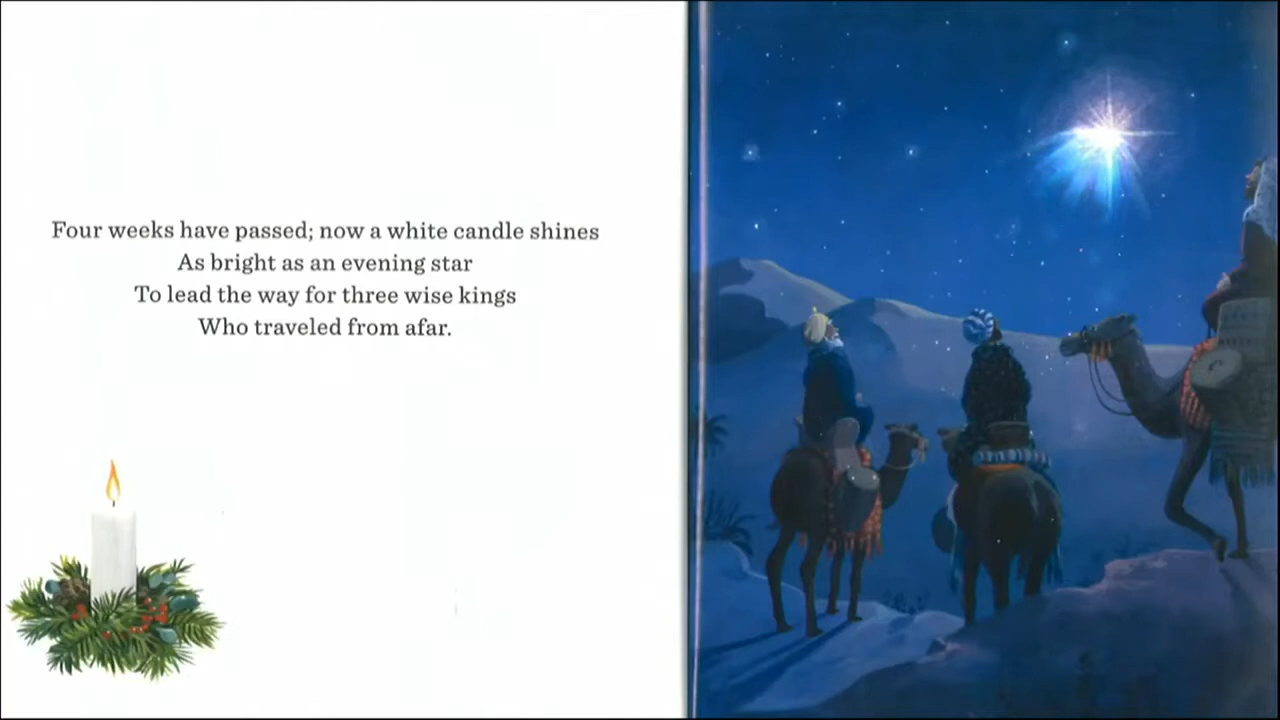 Four weeks have passed; now a white candle shines
As bright as an evening star
To lead the way for three wise kings
Who traveled from afar.